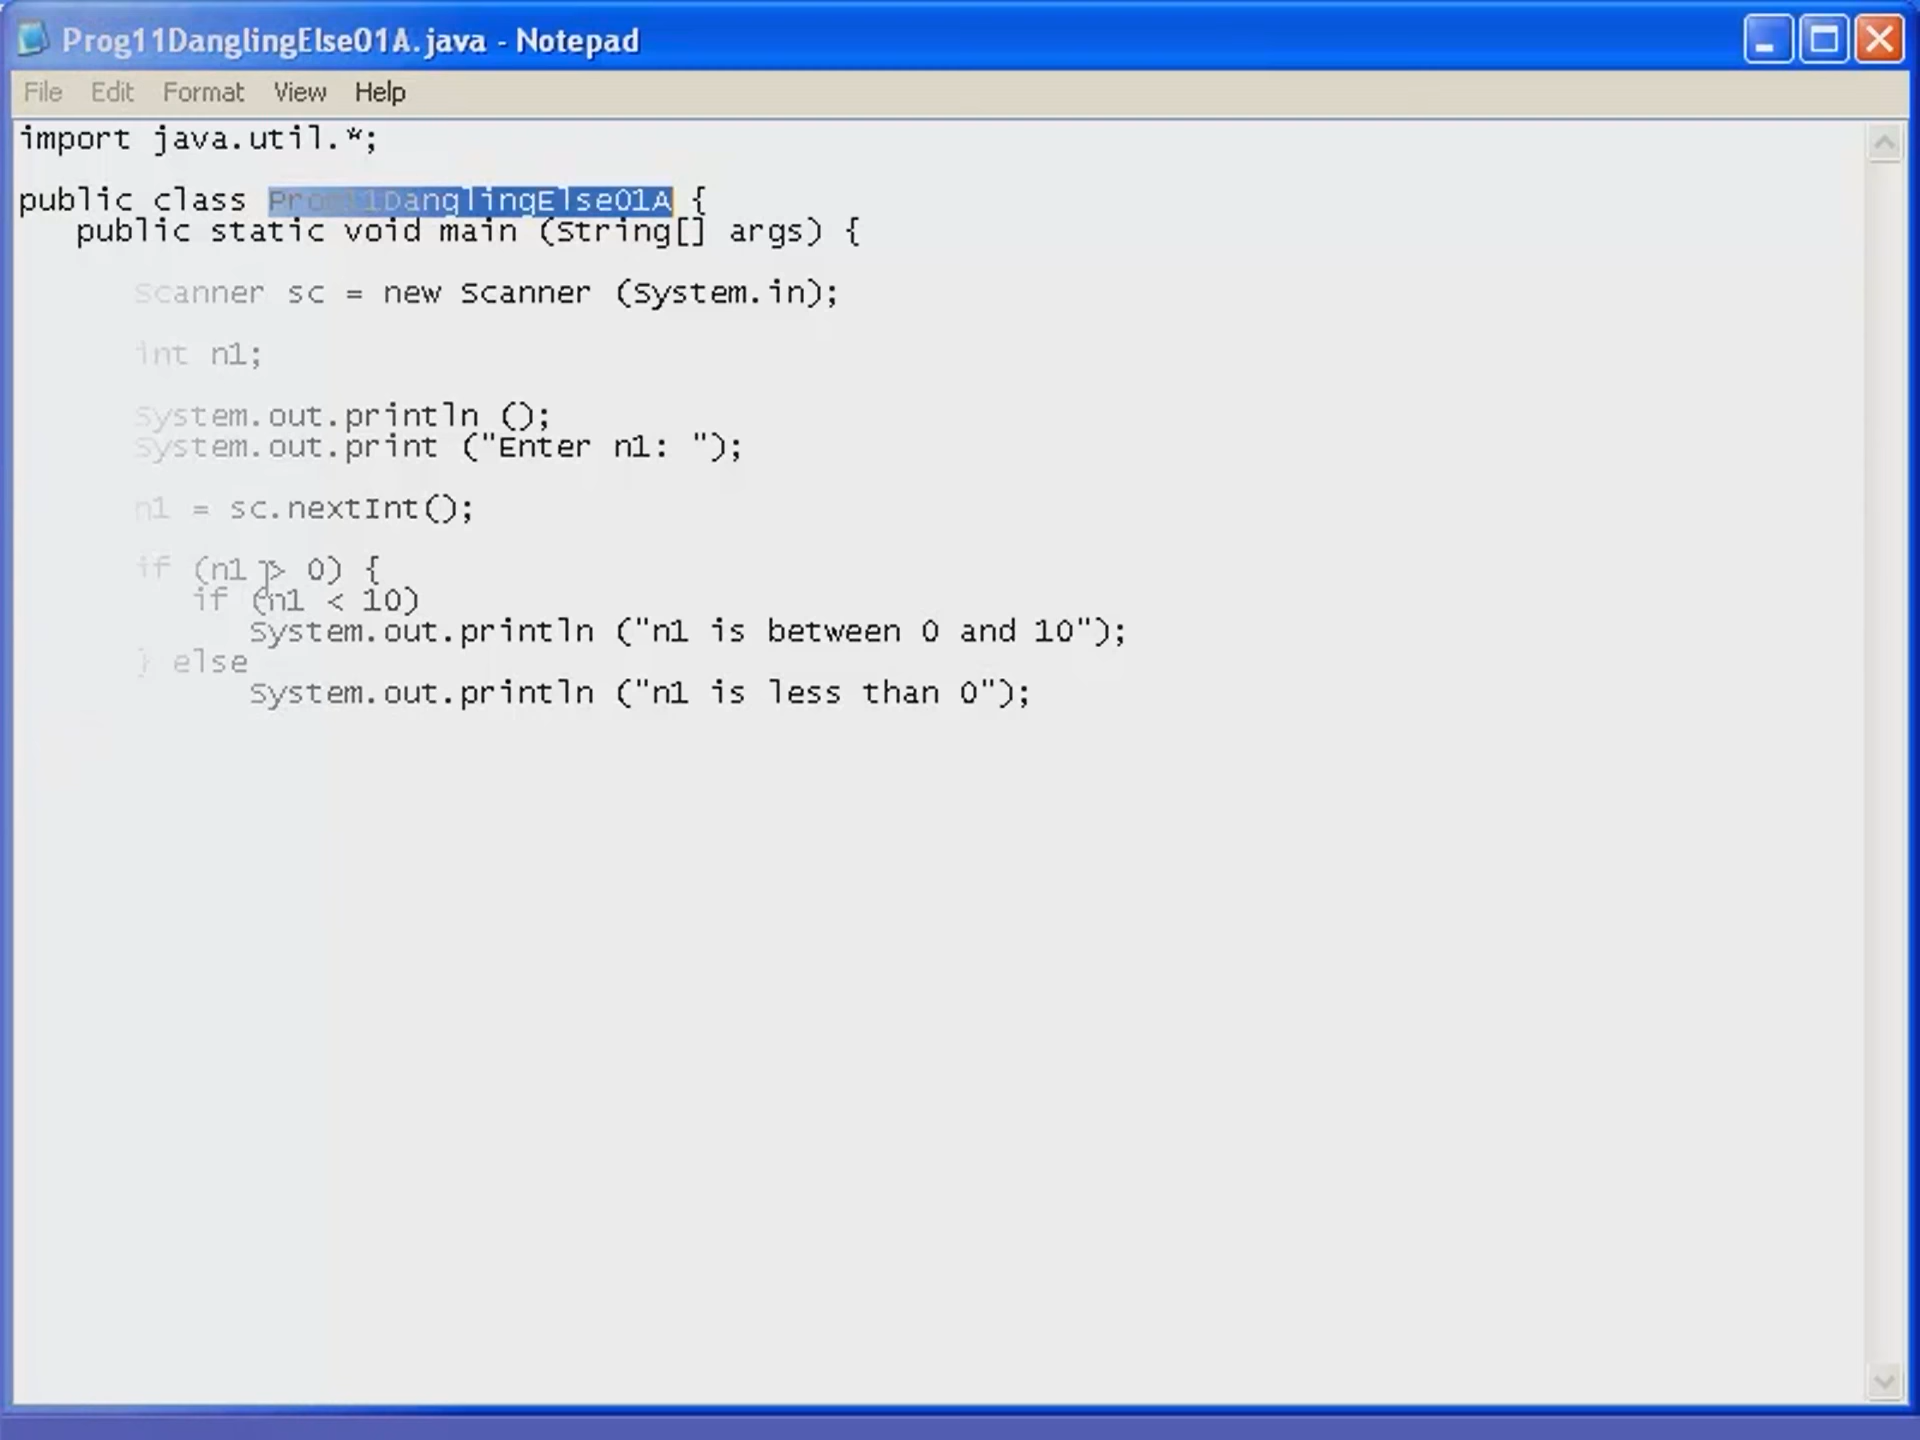 Prog11DanglingElse01A.java - Notepad
File Edit Format View Help
import java.util.*;
public class Prog11DanglingElse01A {
public static void main (String[] args) {
Scanner sc = new Scanner (System.in);
int n1;
System.out.println ();
System.out.print ("Enter n1: ");
n1 = sc.nextInt();
if (n1 > 0) {
if (n1 < 10)
System.out.println ("n1 is between 0 and 10");
} else
System.out.println ("n1 is less than 0");